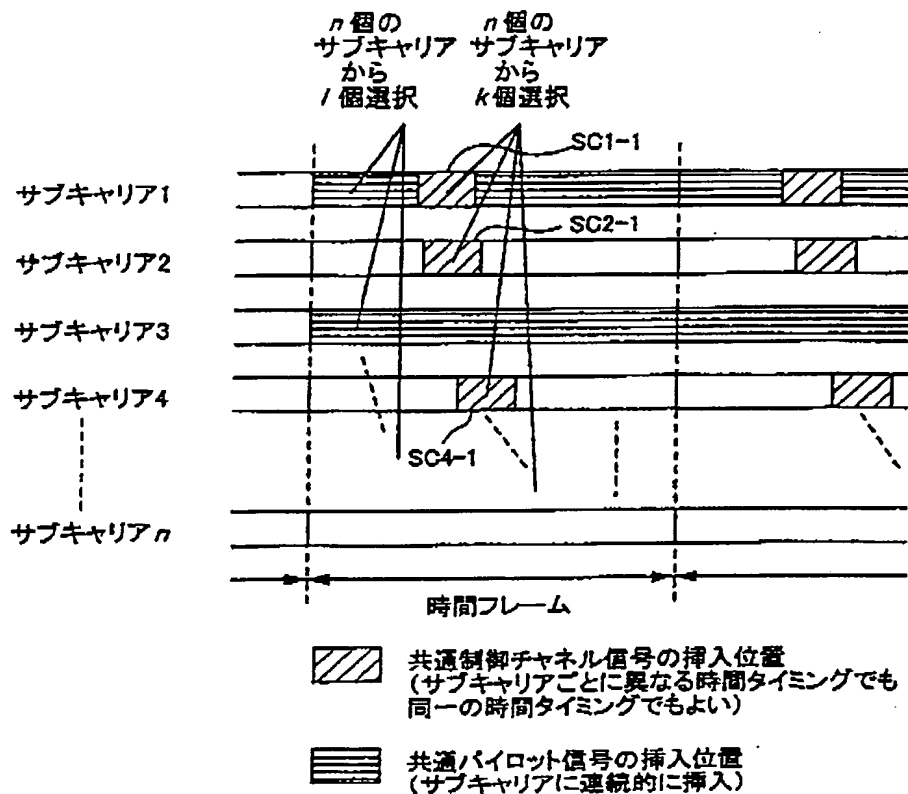 n個の
サブキャリア
から
l個選択
n個の
サブキャリア
から
k個選択
SC1-1
サブキャリア1
SC2-1
サブキャリア2
サブキャリア3
サブキャリア4
SC4-1
サブキャリアn
時間フレーム
共通制御チャネル信号の挿入位置
(サブキャリアごとに異なる時間タイミングでも
同一の時間タイミングでもよい)
共通パイロット信号の挿入位置
(サブキャリアに連続的に挿入)